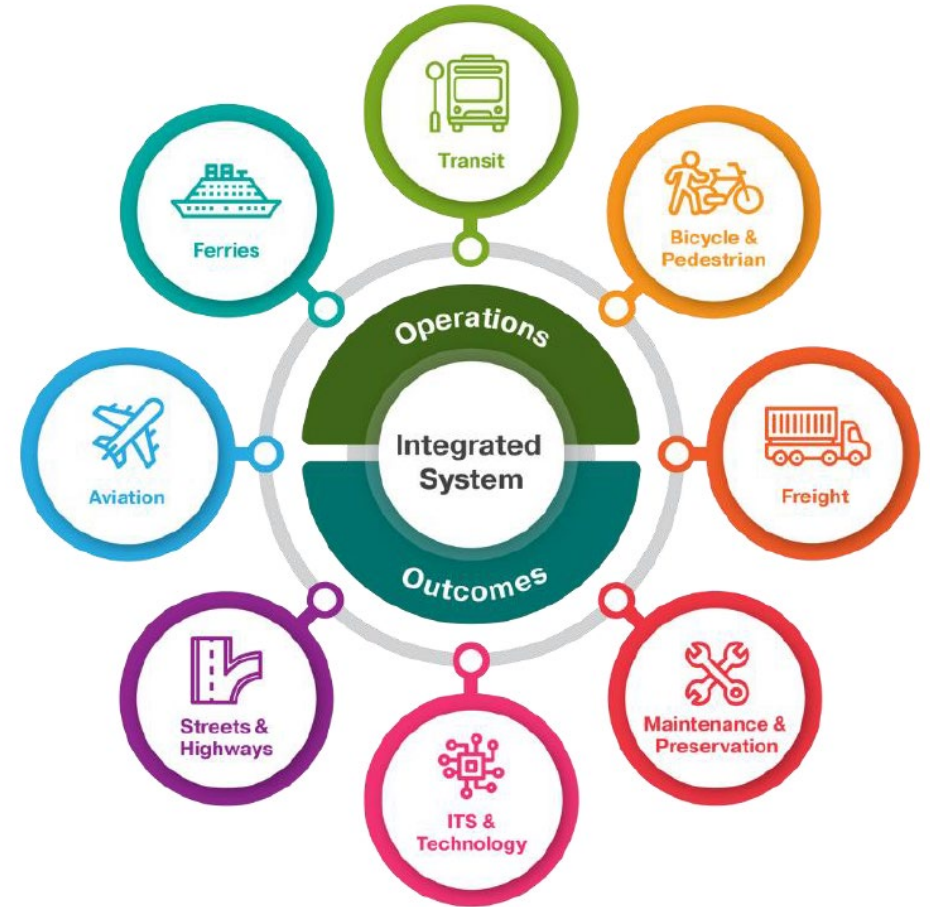 Transit
Bicycle &
Pedestrian
Freight
Maintenance &
Preservation
ITS &
Technology
Streets &
Highways
Aviation
Ferries
Operations
Integrated
System
Outcomes